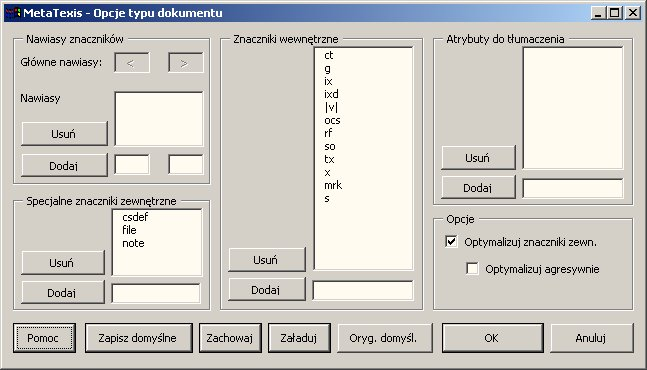 MetaTexis - Opcje typu dokumentu
Nawiasy znaczników
Główne nawiasy: < >
Nawiasy
Usuń
Dodaj
Specjalne znaczniki zewnętrzne
csdef
file
note
Usuń
Dodaj
Znaczniki wewnętrzne
ct
g
ix
ixd
|v|
ocs
rf
so
tx
x
mrk
s
Usuń
Dodaj
Atrybuty do tłumaczenia
Usuń
Dodaj
Opcje
Optymalizuj znaczniki zewn.
Optymalizuj agresywnie
Pomoc Zapisz domyślne Zachowaj Załaduj Oryg. domyśl. OK Anuluj